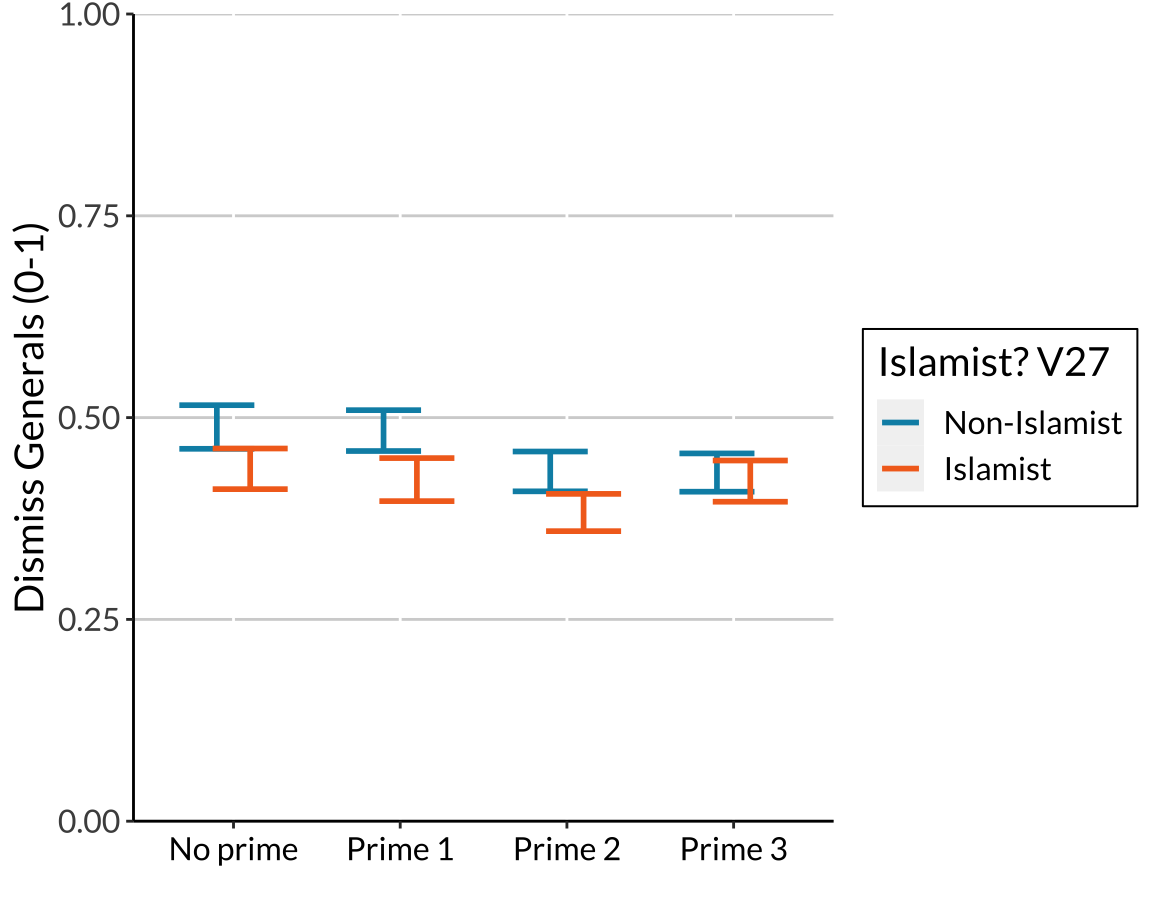 1.00
0.75
0.50
0.25
0.00
Dismiss Generals (0-1)
No prime
Prime 1
Prime 2
Prime 3
Islamist? V27
Non-Islamist
Islamist